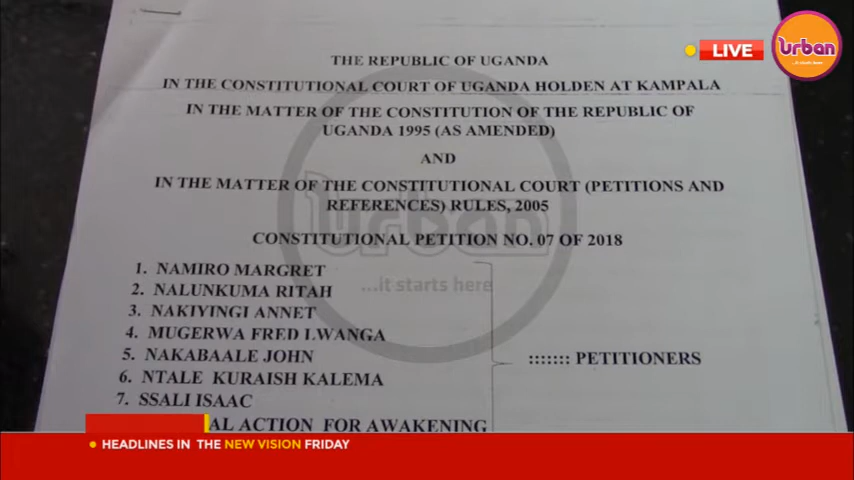 LIVE
urban
...it starts here
THE REPUBLIC OF UGANDA
IN THE CONSTITUTIONAL COURT OF UGANDA HOLDEN AT KAMPALA
IN THE MATTER OF THE CONSTITUTION OF THE REPUBLIC OF
UGANDA 1995 (AS AMENDED)
AND
IN THE MATTER OF THE CONSTITUTIONAL COURT (PETITIONS AND
REFERENCES) RULES, 2005
CONSTITUTIONAL PETITION NO. 07 OF 2018
urban
...it starts here
1. NAMIRO MARGRET
2. NALUNKUMA RITAH
3. NAKIYINGI ANNET
4. MUGERWA FRED LWANGA
5. NAKABAALE JOHN
6. NTALE KURAISH KALEMA
7. SSALI ISAAC
::::::: PETITIONERS
AL ACTION FOR AWAKENING
HEADLINES IN THE NEW VISION FRIDAY